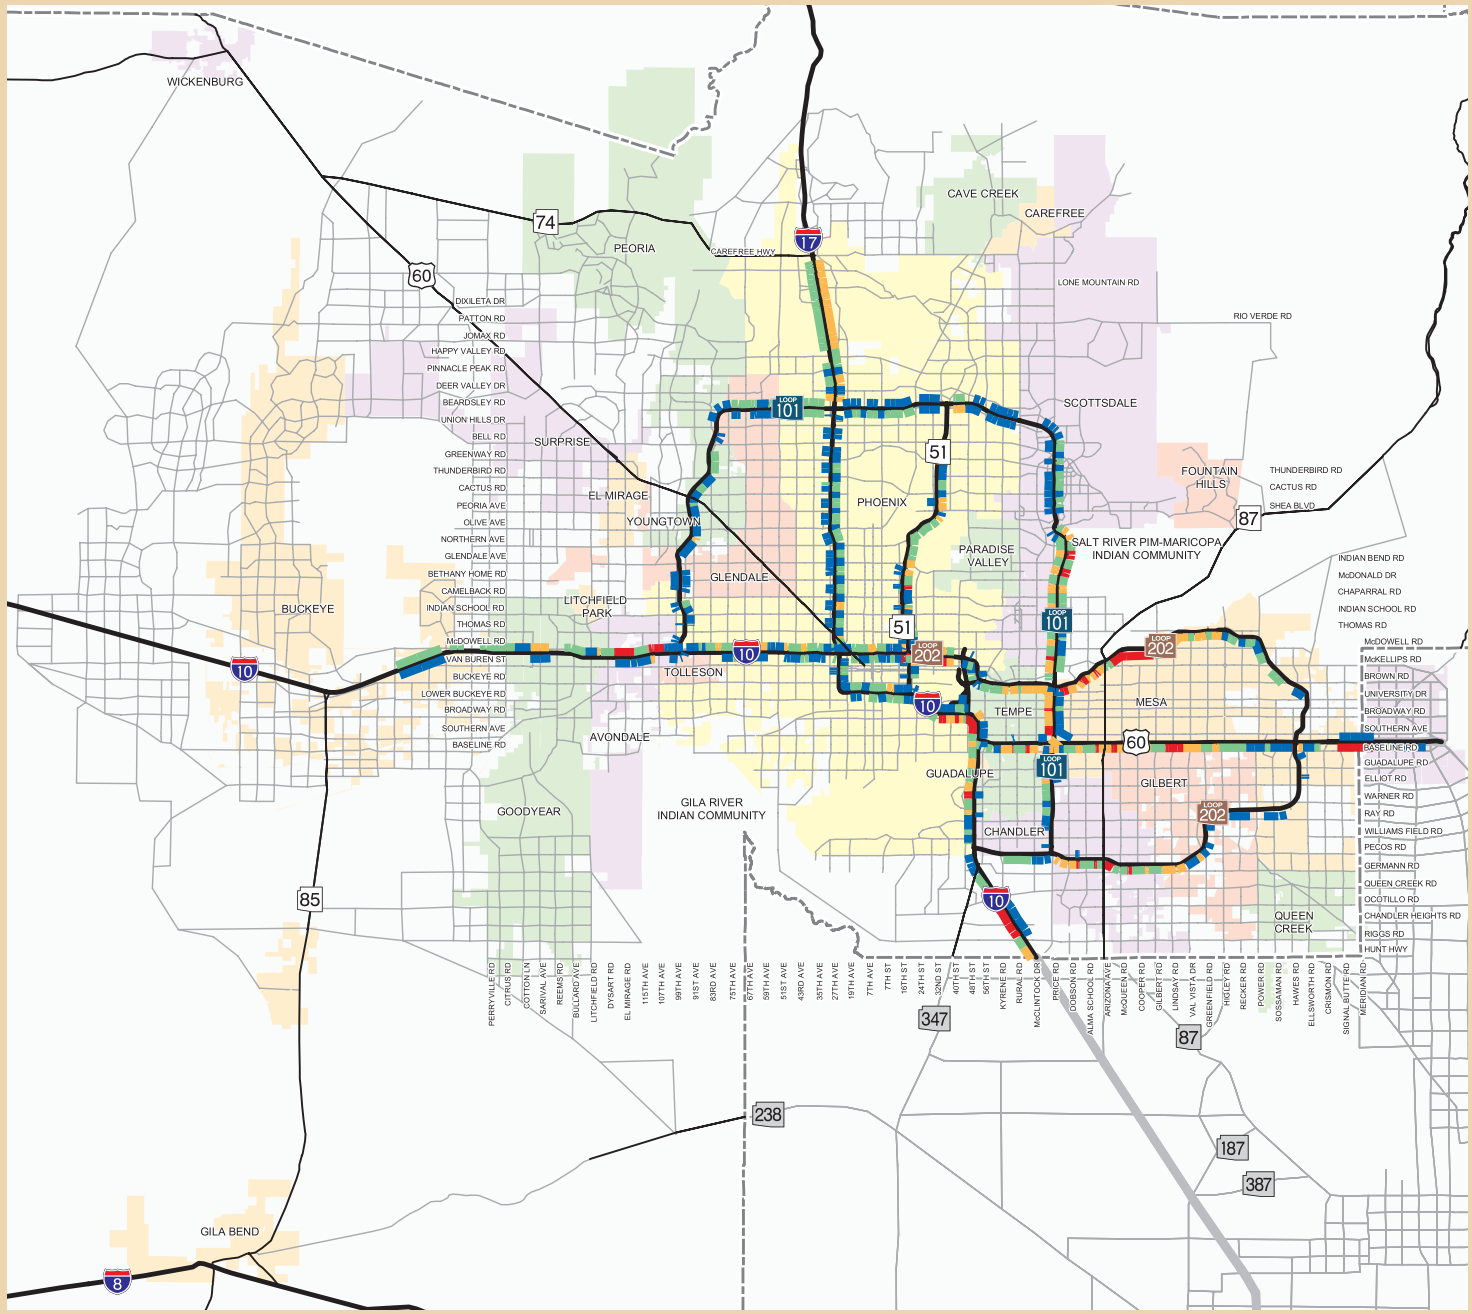 WICKENBURG
74
CAVE CREEK
CAREFREE
PEORIA
17
CAREFREE HWY
60
LONE MOUNTAIN RD
RIO VERDE RD
DIXILETA DR
PATTON RD
JOMAX RD
HAPPY VALLEY RD
PINNACLE PEAK RD
DEER VALLEY DR
BEARDSLEY RD
UNION HILLS DR
BELL RD
GREENWAY RD
THUNDERBIRD RD
CACTUS RD
PEORIA AVE
OLIVE AVE
NORTHERN AVE
GLENDALE AVE
BETHANY HOME RD
CAMELBACK RD
INDIAN SCHOOL RD
THOMAS RD
McDOWELL RD
VAN BUREN ST
BUCKEYE RD
LOWER BUCKEYE RD
BROADWAY RD
SOUTHERN AVE
BASELINE RD
LOOP
101
SCOTTSDALE
SURPRISE
51
EL MIRAGE
YOUNGTOWN
PHOENIX
FOUNTAIN
HILLS
THUNDERBIRD RD
CACTUS RD
SHEA BLVD
87
PARADISE
VALLEY
SALT RIVER PIM-MARICOPA
INDIAN COMMUNITY
GLENDALE
LITCHFIELD
PARK
BUCKEYE
INDIAN BEND RD
McDONALD DR
CHAPARRAL RD
INDIAN SCHOOL RD
THOMAS RD
McDOWELL RD
McKELLIPS RD
BROWN RD
UNIVERSITY DR
BROADWAY RD
SOUTHERN AVE
BASELINE RD
GUADALUPE RD
ELLIOT RD
WARNER RD
RAY RD
WILLIAMS FIELD RD
PECOS RD
GERMANN RD
QUEEN CREEK RD
OCOTILLO RD
CHANDLER HEIGHTS RD
RIGGS RD
HUNT HWY
51
LOOP
101
LOOP
202
LOOP
202
10
10
TOLLESON
10
TEMPE
MESA
AVONDALE
60
LOOP
101
GUADALUPE
GILBERT
GOODYEAR
GILA RIVER
INDIAN COMMUNITY
LOOP
202
CHANDLER
85
10
QUEEN
CREEK
PERRYVILLE RD
CITRUS RD
COTTON LN
SARIVAL AVE
REEMS RD
BULLARD AVE
LITCHFIELD RD
DYSART RD
EL MIRAGE RD
115TH AVE
107TH AVE
99TH AVE
91ST AVE
83RD AVE
75TH AVE
67TH AVE
59TH AVE
51ST AVE
43RD AVE
35TH AVE
27TH AVE
19TH AVE
7TH AVE
7TH ST
16TH ST
24TH ST
32ND ST
40TH ST
48TH ST
56TH ST
KYRENE RD
RURAL RD
McCLINTOCK DR
PRICE RD
DOBSON RD
ALMA SCHOOL RD
ARIZONA AVE
McQUEEN RD
COOPER RD
GILBERT RD
LINDSAY RD
VAL VISTA DR
GREENFIELD RD
HIGLEY RD
RECKER RD
POWER RD
SOSSAMAN RD
HAWES RD
ELLSWORTH RD
CRISMON RD
SIGNAL BUTTE RD
MERIDIAN RD
347
87
238
187
387
GILA BEND
8